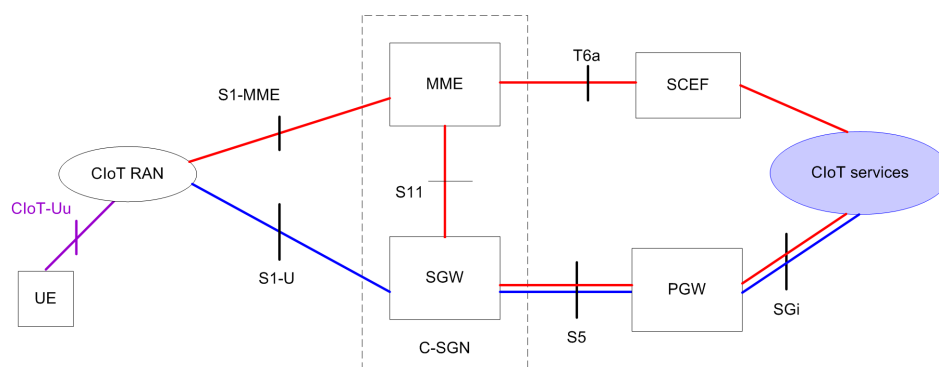 T6a
MME
SCEF
S1-MME
CIoT RAN
CIoT services
S11
CIoT-Uu
S1-U
SGW
PGW
UE
SGi
S5
C-SGN